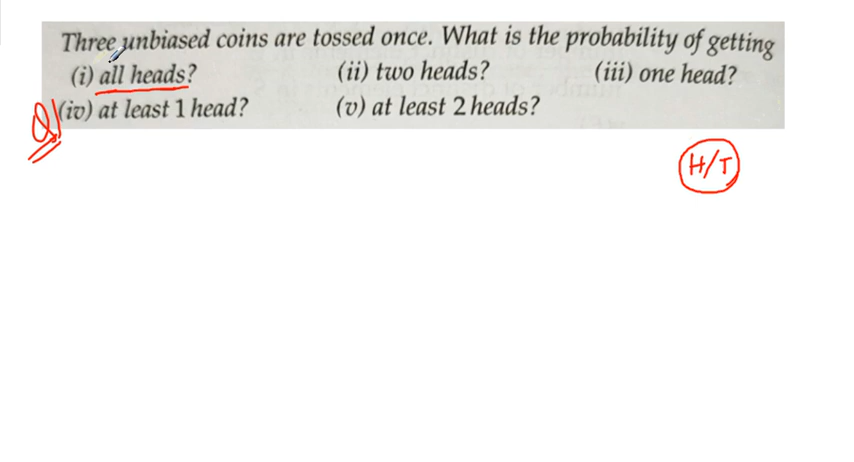 Three unbiased coins are tossed once. What is the probability of getting
(i) all heads? (ii) two heads? (iii) one head?
Q) (iv) at least 1 head? (v) at least 2 heads?
H/T